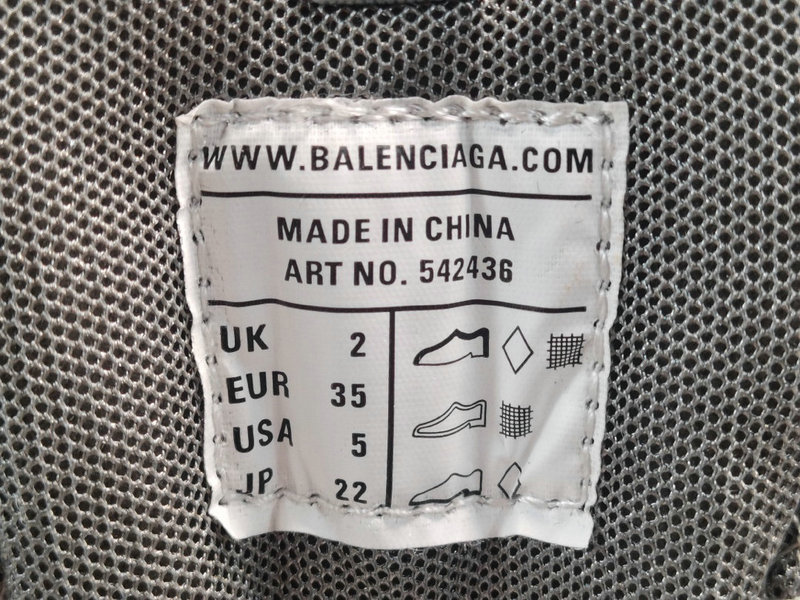 WWW.BALENCIAGA.COM
MADE IN CHINA
ART NO. 542436
UK 2
EUR 35
USA 5
JP 22